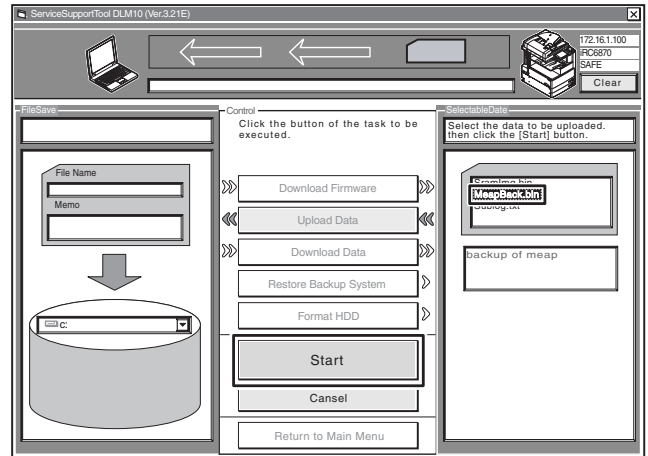 ServiceSupportTool DLM10 (Ver.3.21E)
172.16.1.100
iRC6870
SAFE
Clear
FileSave
File Name
Memo
C:
Control
Click the button of the task to be
executed.
Download Firmware
Upload Data
Download Data
Restore Backup System
Format HDD
Start
Cansel
Return to Main Menu
SelectableDate
Select the data to be uploaded.
then click the [Start] button.
SramImg.bin
MeapBack.bin
Sublog.txt
backup of meap